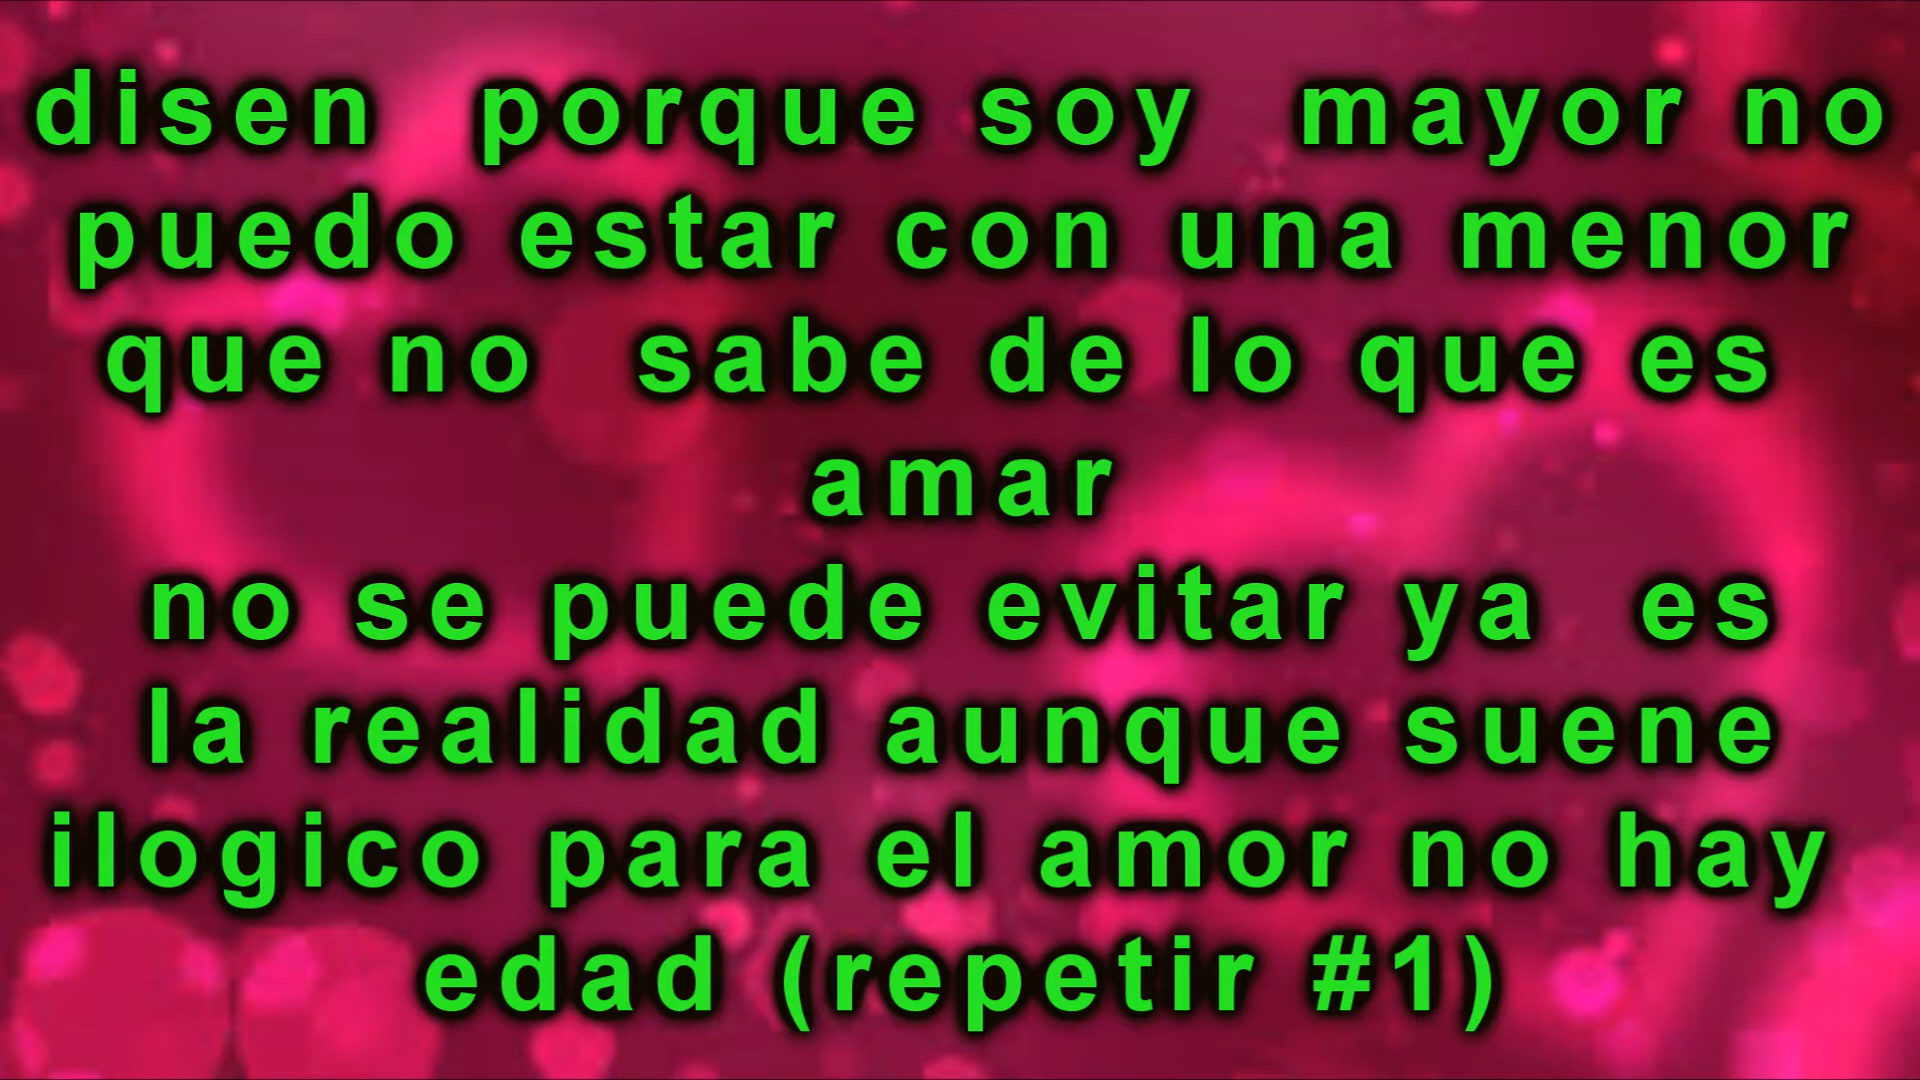 disen porque soy mayor no
puedo estar con una menor
que no sabe de lo que es
amar
no se puede evitar ya es
la realidad aunque suene
ilogico para el amor no hay
edad (repetir #1)